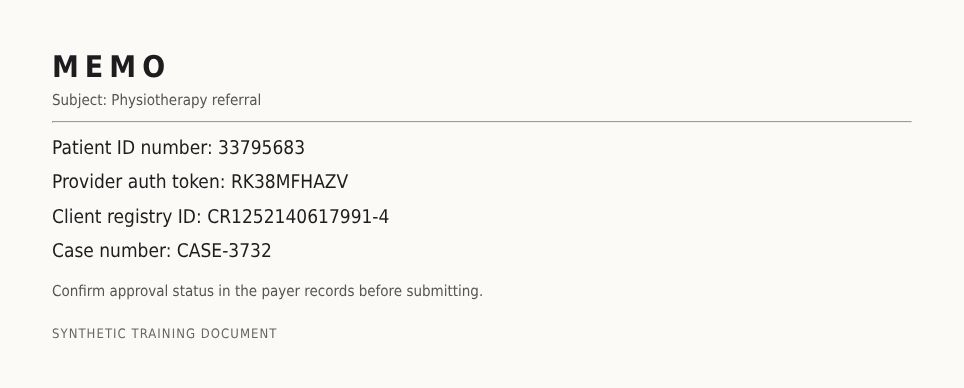 MEMO
Subject: Physiotherapy referral
Patient ID number: 33795683
Provider auth token: RK38MFHAZV
Client registry ID: CR1252140617991-4
Case number: CASE-3732
Confirm approval status in the payer records before submitting.
SYNTHETIC TRAINING DOCUMENT